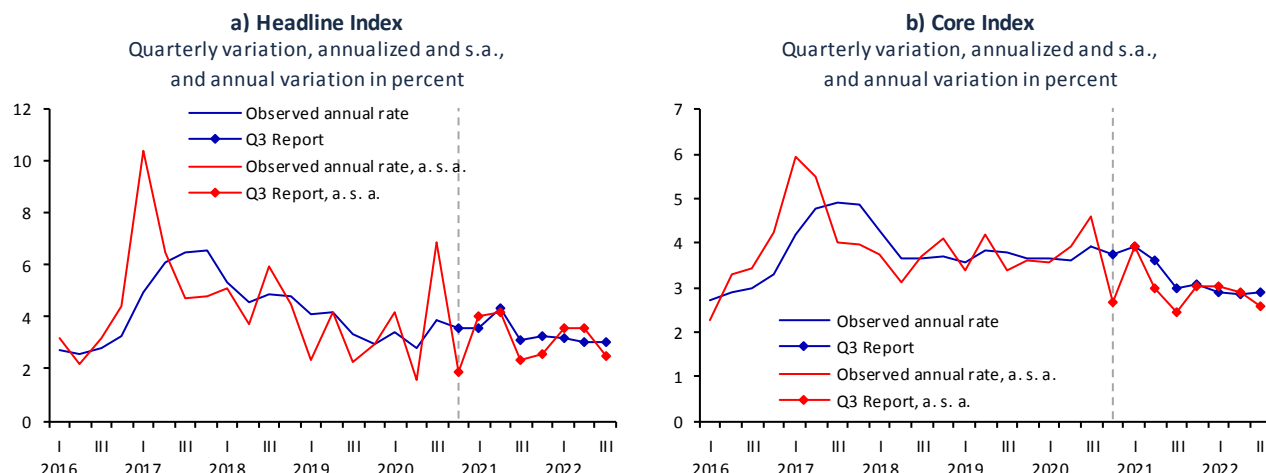 a) Headline Index
Quarterly variation, annualized and s.a.,
and annual variation in percent
12
10
8
6
4
2
0
Observed annual rate
Q3 Report
Observed annual rate, a. s. a.
Q3 Report, a. s. a.
I III I III I III I III I III I III I III
2016 2017 2018 2019 2020 2021 2022
b) Core Index
Quarterly variation, annualized and s.a.,
and annual variation in percent
7
6
5
4
3
2
1
0
Observed annual rate
Q3 Report
Observed annual rate, a. s. a.
Q3 Report, a. s. a.
I III I III I III I III I III I III I II
2016 2017 2018 2019 2020 2021 2022